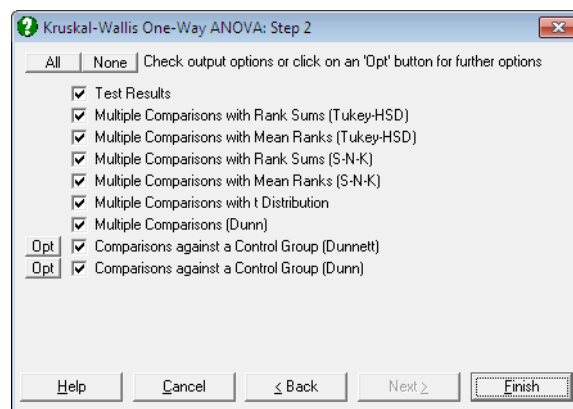 Kruskal-Wallis One-Way ANOVA: Step 2
All None Check output options or click on an 'Opt' button for further options
Test Results
Multiple Comparisons with Rank Sums (Tukey-HSD)
Multiple Comparisons with Mean Ranks (Tukey-HSD)
Multiple Comparisons with Rank Sums (S-N-K)
Multiple Comparisons with Mean Ranks (S-N-K)
Multiple Comparisons with t Distribution
Multiple Comparisons (Dunn)
Opt Comparisons against a Control Group (Dunnett)
Opt Comparisons against a Control Group (Dunn)
Help Cancel < Back Next > Finish